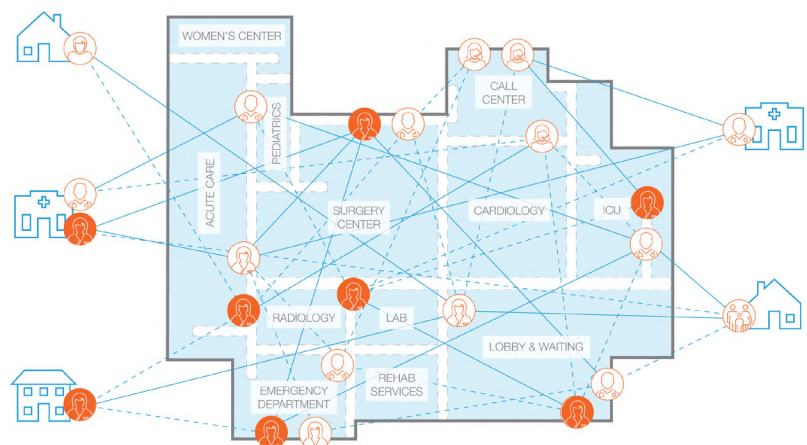 WOMEN'S CENTER
CALL
CENTER
PEDIATRICS
ACUTE CARE
SURGERY
CENTER
CARDIOLOGY
ICU
RADIOLOGY
LAB
LOBBY & WAITING
EMERGENCY
DEPARTMENT
REHAB
SERVICES